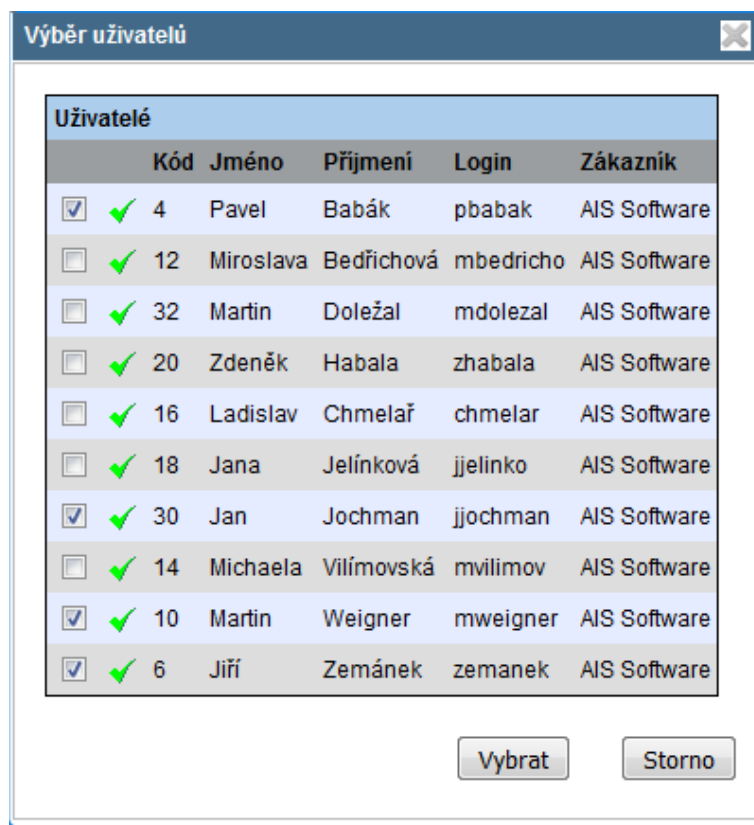 Výběr uživatelů
Uživatelé
Kód Jméno Příjmení Login Zákazník
4 Pavel Babák pbabak AIS Software
12 Miroslava Bedřichová mbedricho AIS Software
32 Martin Doležal mdolezal AIS Software
20 Zdeněk Habala zhabala AIS Software
16 Ladislav Chmelař chmelar AIS Software
18 Jana Jelínková jjelinko AIS Software
30 Jan Jochman jjochman AIS Software
14 Michaela Vilímovská mvilimov AIS Software
10 Martin Weigner mweigner AIS Software
6 Jiří Zemánek zemanek AIS Software
Vybrat Storno